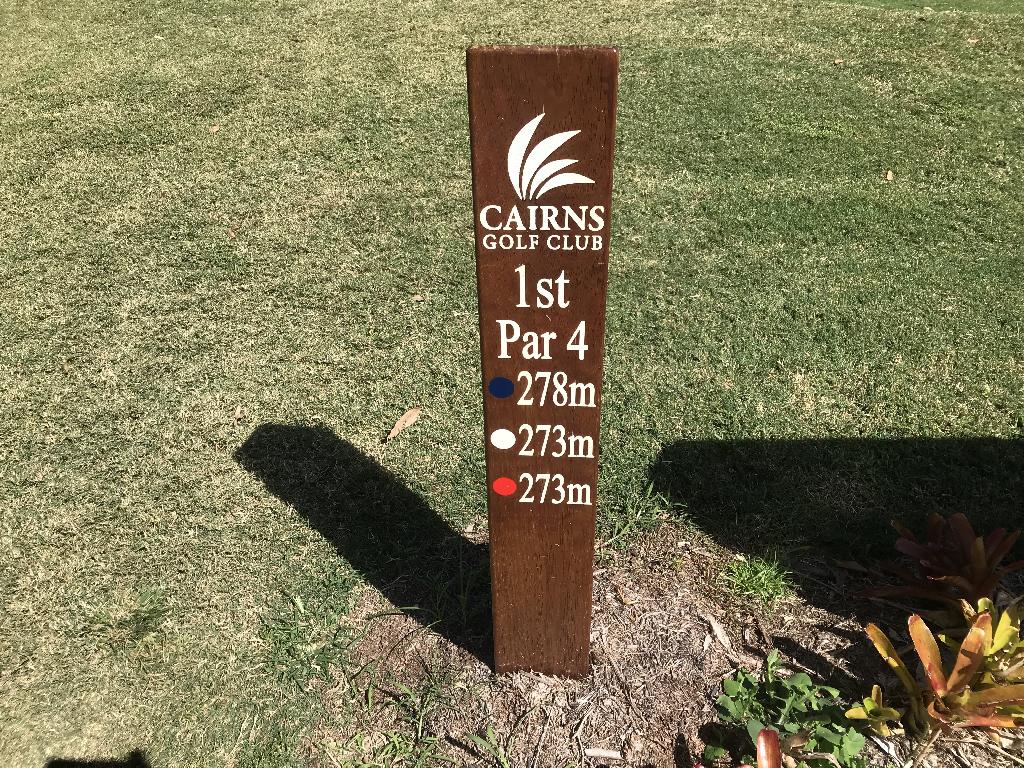 CAIRNS
GOLF CLUB
1st
Par 4
278m
273m
273m